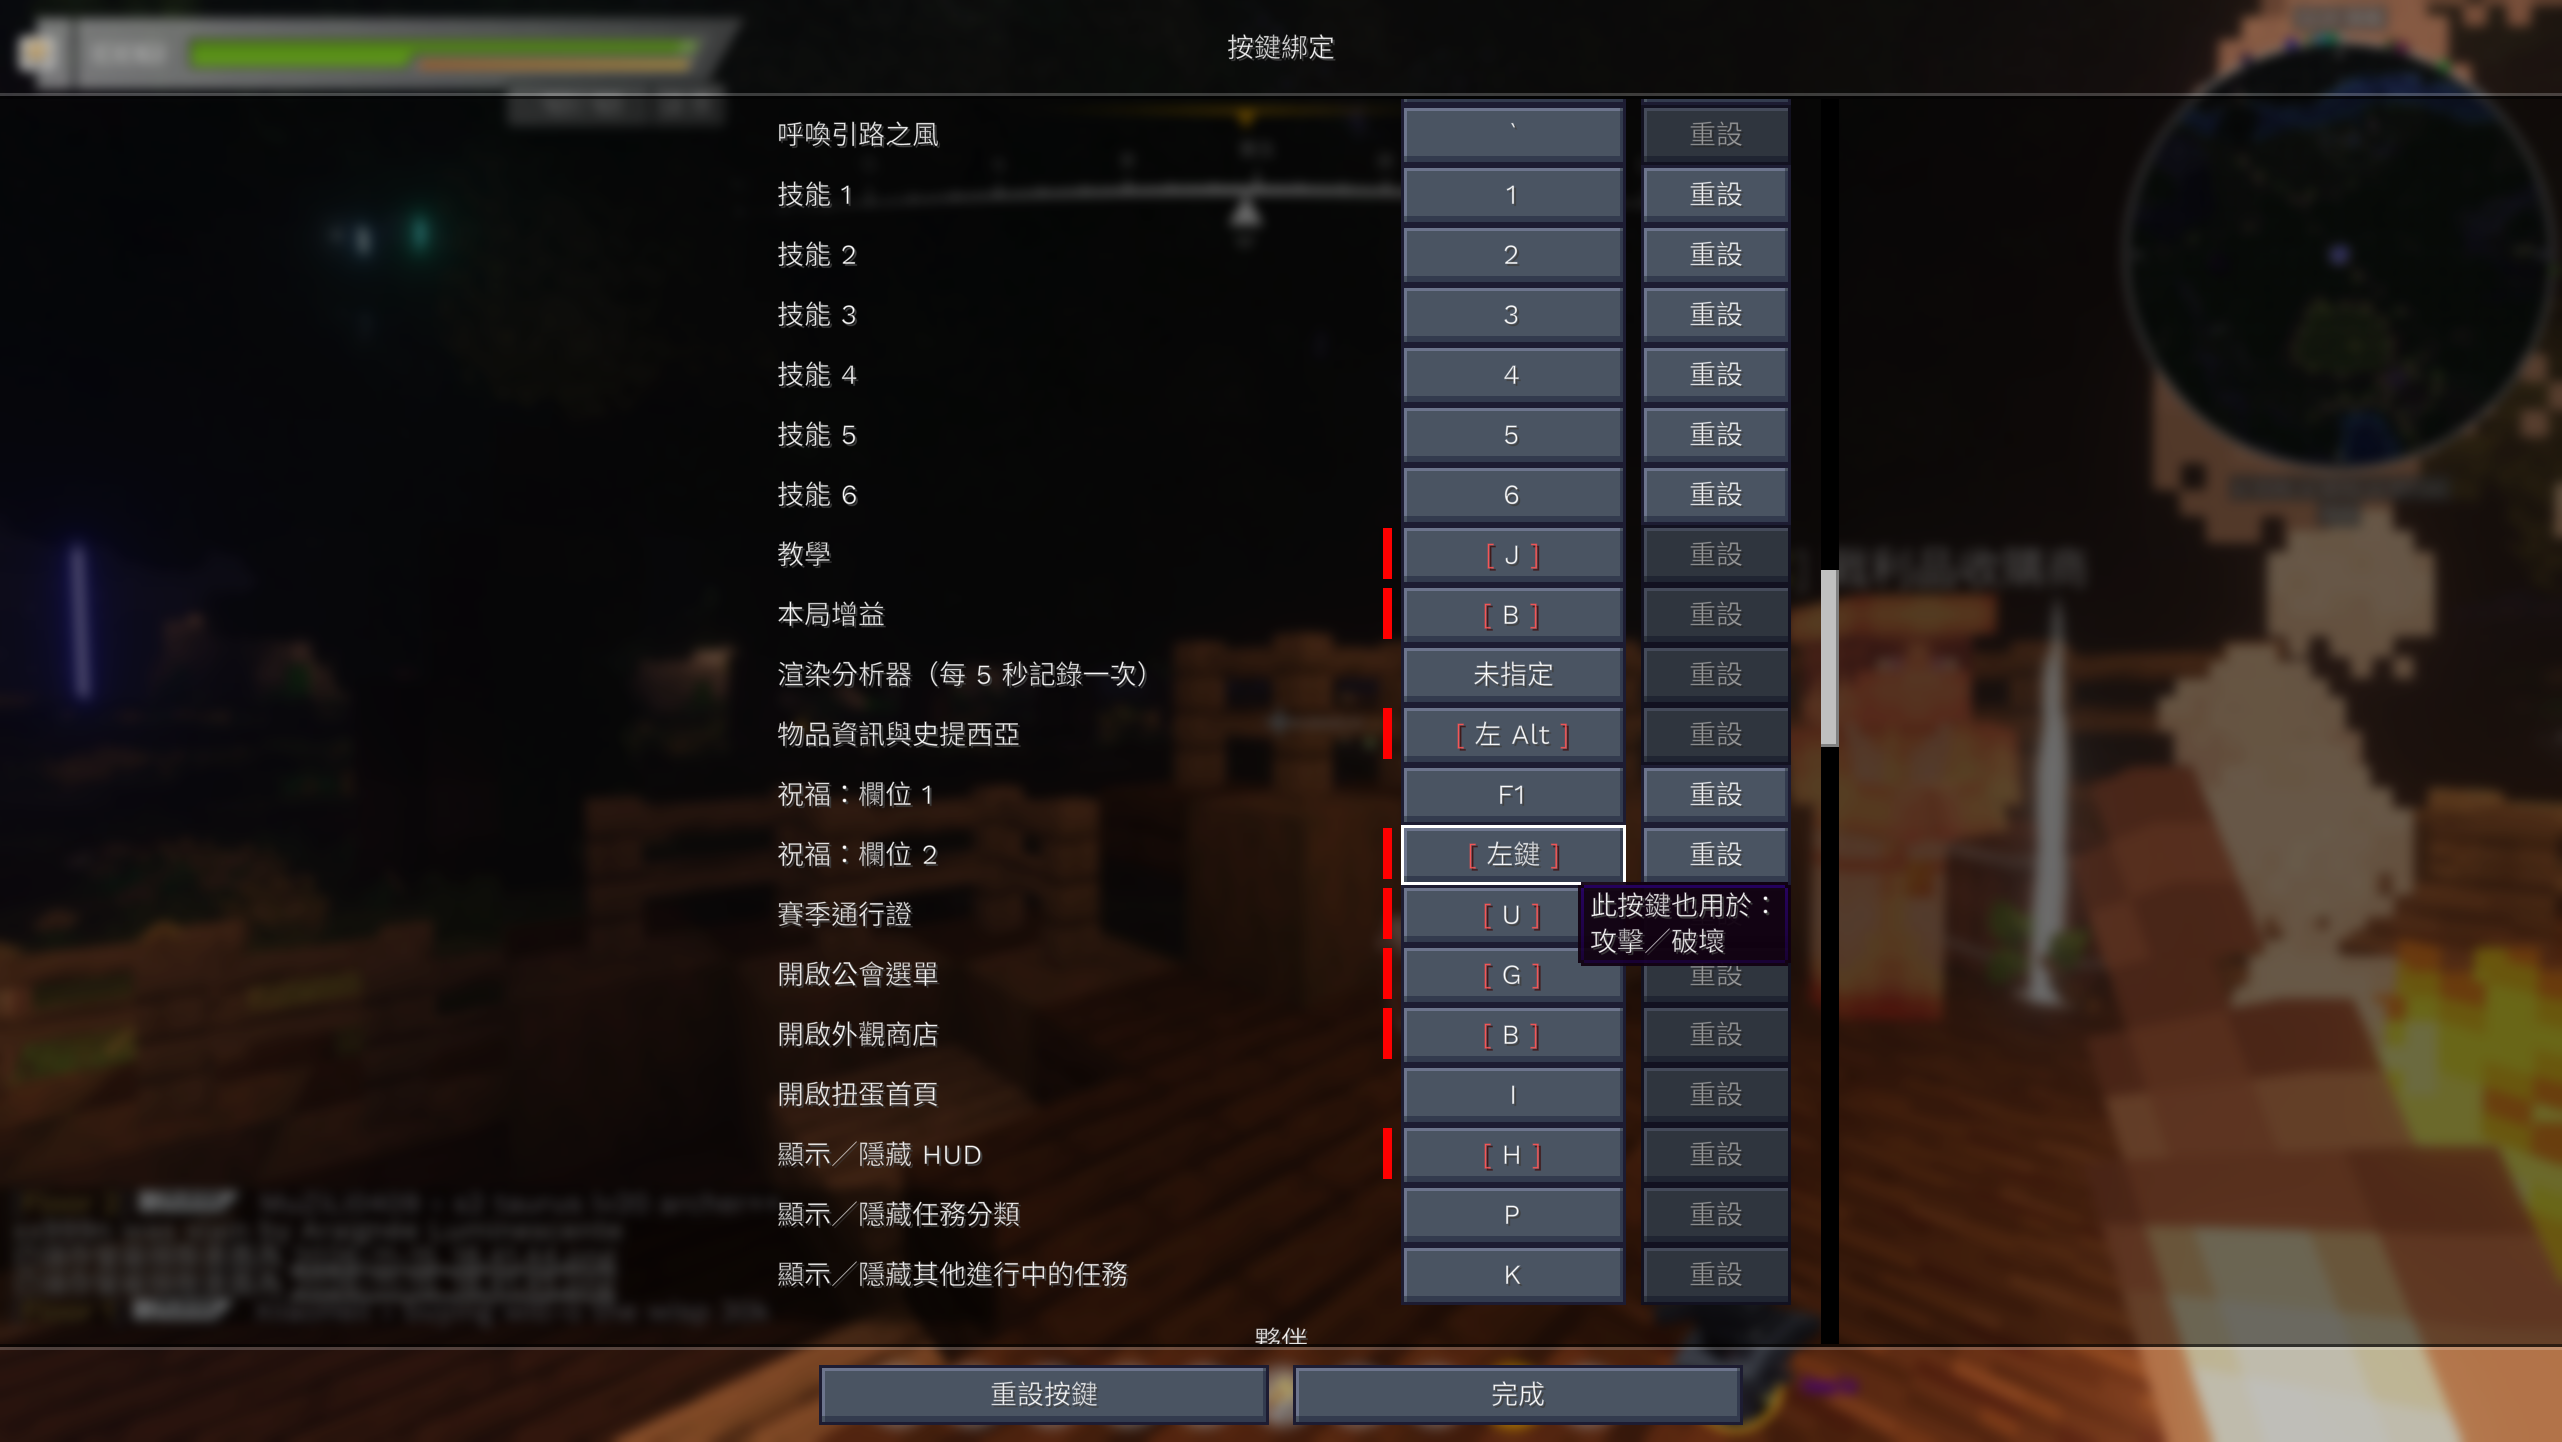 按鍵綁定
呼喚引路之風 ` 重設
技能 1 1 重設
技能 2 2 重設
技能 3 3 重設
技能 4 4 重設
技能 5 5 重設
技能 6 6 重設
教學 [ J ] 重設
本局增益 [ B ] 重設
渲染分析器（每 5 秒記錄一次） 未指定 重設
物品資訊與史提西亞 [ 左 Alt ] 重設
祝福：欄位 1 F1 重設
祝福：欄位 2 [ 左鍵 ] 重設
賽季通行證 [ U ]
此按鍵也用於：
攻擊／破壞
開啟公會選單 [ G ] 重設
開啟外觀商店 [ B ] 重設
開啟扭蛋首頁 I 重設
顯示／隱藏 HUD [ H ] 重設
顯示／隱藏任務分類 P 重設
顯示／隱藏其他進行中的任務 K 重設
夥伴
重設按鍵 完成